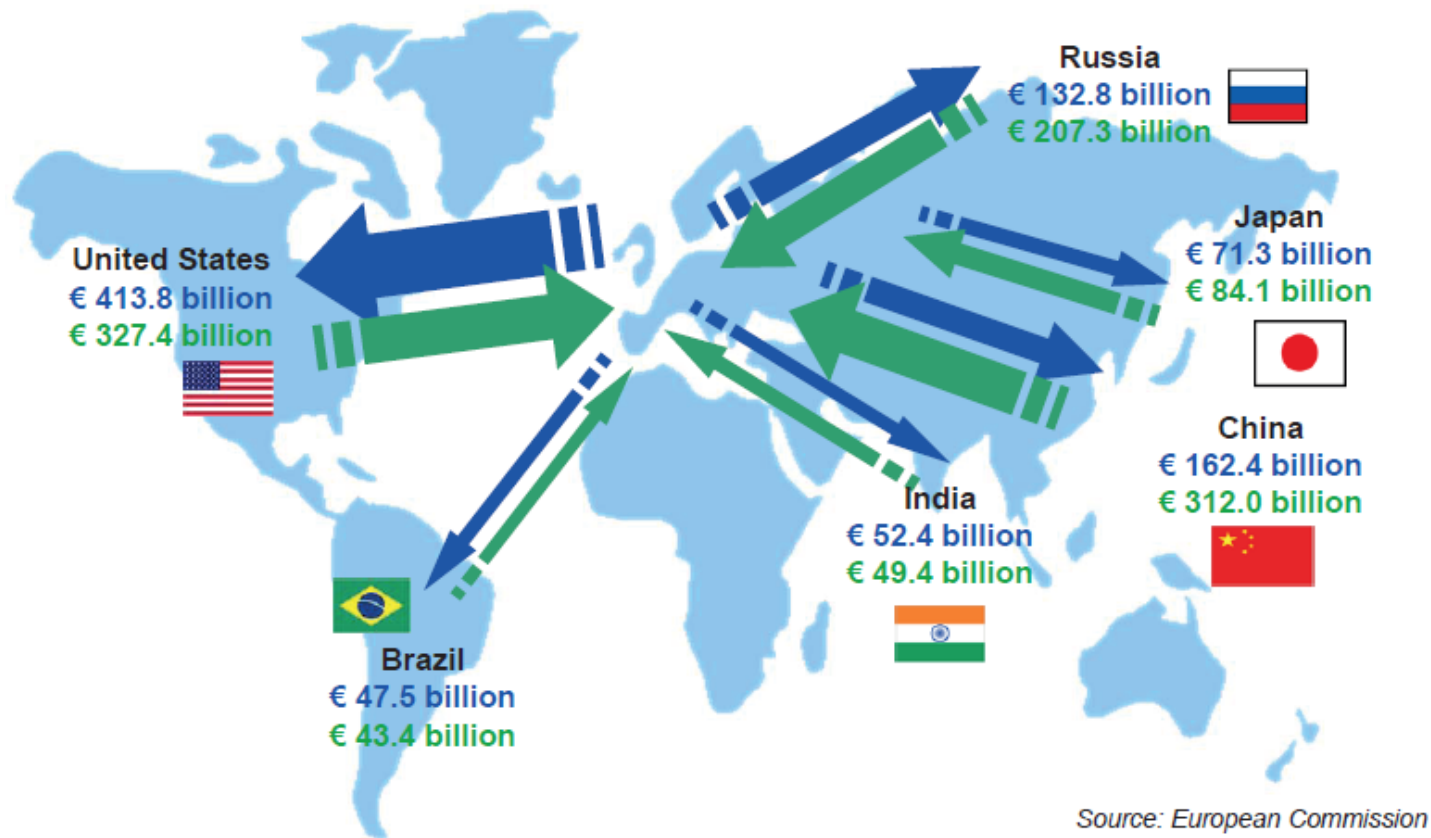 Russia
€ 132.8 billion
€ 207.3 billion
Japan
€ 71.3 billion
€ 84.1 billion
United States
€ 413.8 billion
€ 327.4 billion
China
€ 162.4 billion
€ 312.0 billion
India
€ 52.4 billion
€ 49.4 billion
Brazil
€ 47.5 billion
€ 43.4 billion
Source: European Commission